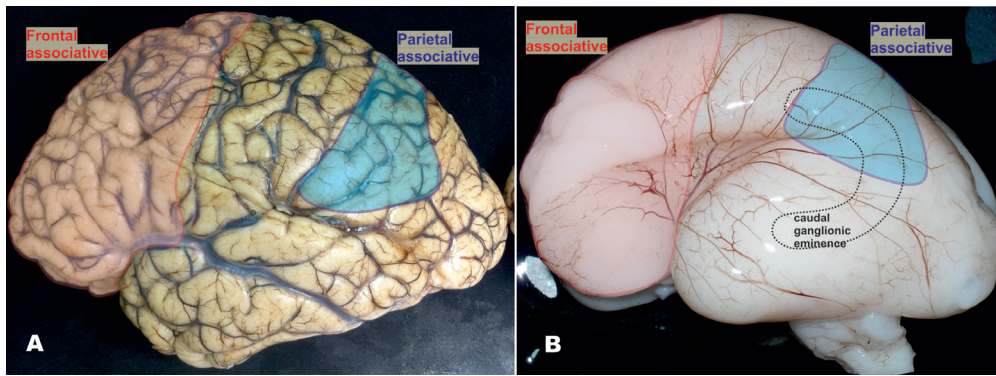 Frontal
associative
Parietal
associative
A
Frontal
associative
Parietal
associative
caudal
ganglionic
eminence
B